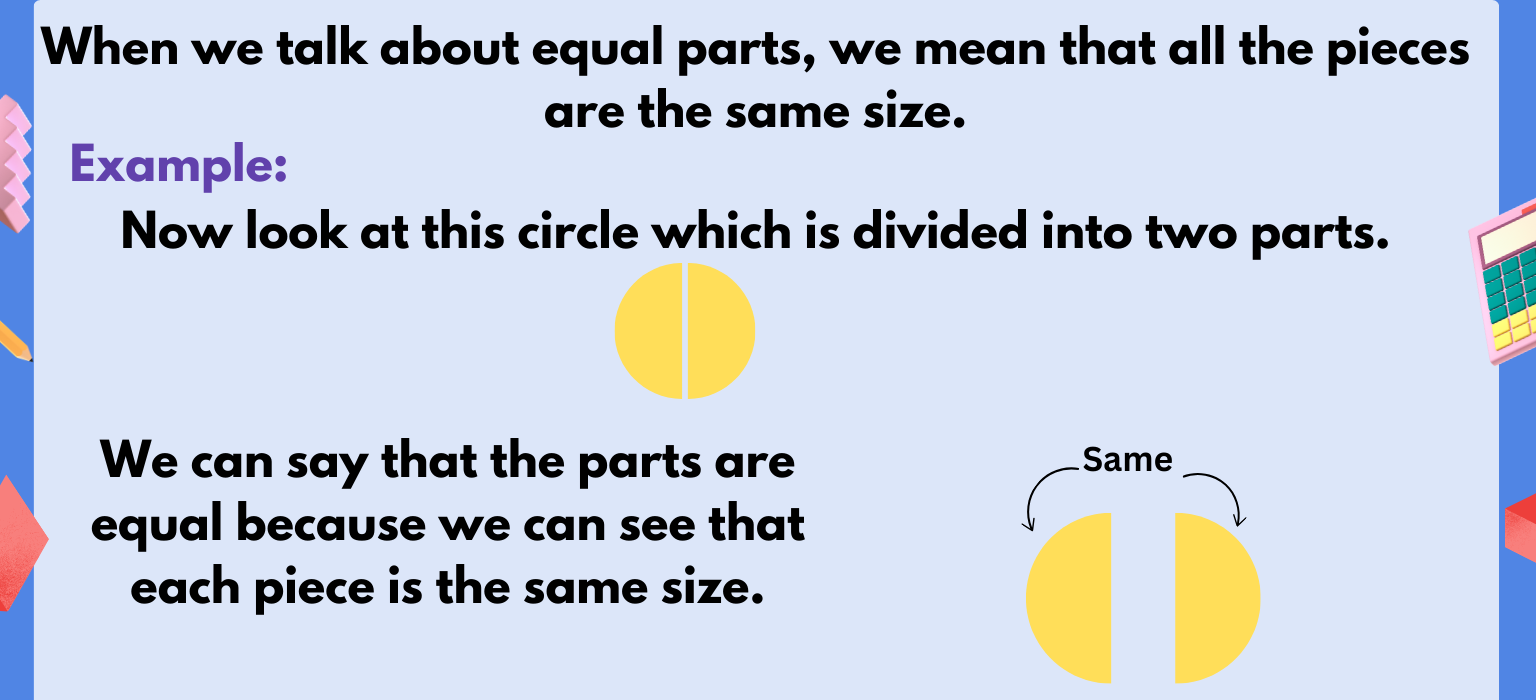 When we talk about equal parts, we mean that all the pieces
are the same size.
Example:
Now look at this circle which is divided into two parts.
We can say that the parts are
equal because we can see that
each piece is the same size.
Same